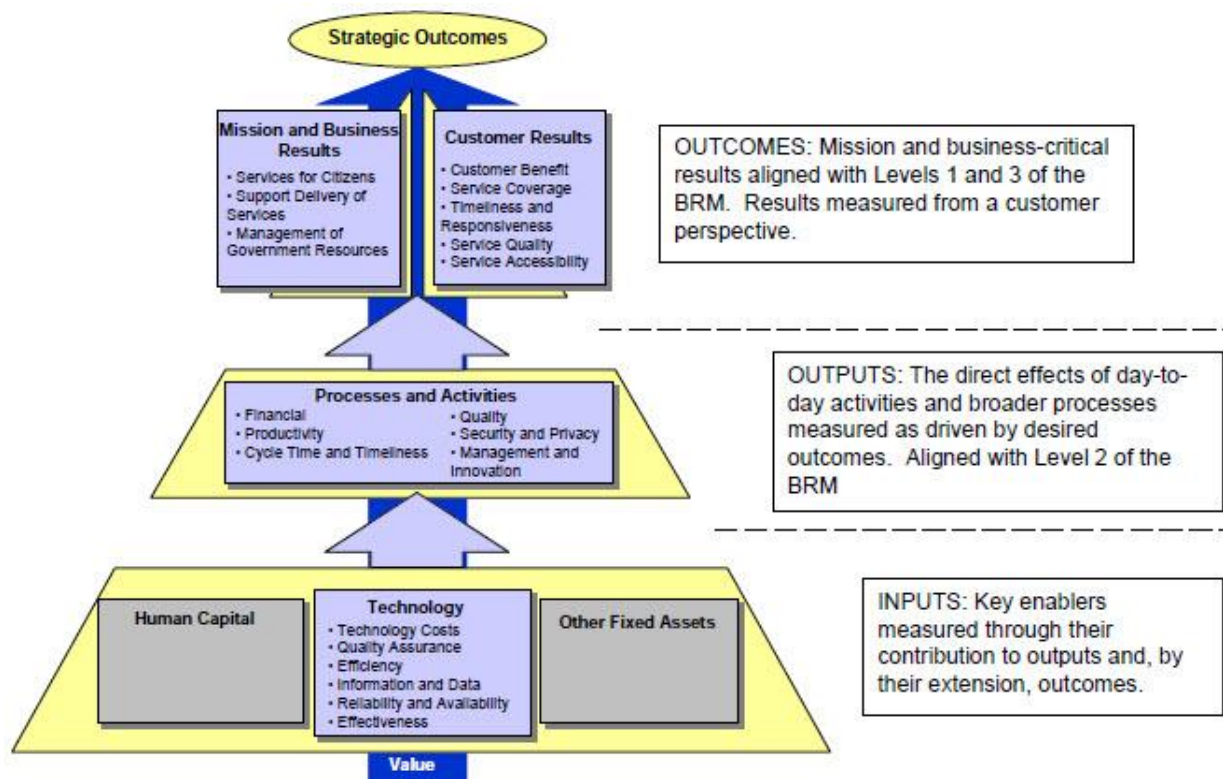 Strategic Outcomes
Mission and Business
Results
• Services for Citizens
• Support Delivery of
Services
• Management of
Government Resources
Customer Results
• Customer Benefit
• Service Coverage
• Timeliness and
Responsiveness
• Service Quality
• Service Accessibility
OUTCOMES: Mission and business-critical
results aligned with Levels 1 and 3 of the
BRM. Results measured from a customer
perspective.
Processes and Activities
• Financial
• Productivity
• Cycle Time and Timeliness
• Quality
• Security and Privacy
• Management and
Innovation
OUTPUTS: The direct effects of day-to-
day activities and broader processes
measured as driven by desired
outcomes. Aligned with Level 2 of the
BRM
Human Capital
Technology
• Technology Costs
• Quality Assurance
• Efficiency
• Information and Data
• Reliability and Availability
• Effectiveness
Other Fixed Assets
INPUTS: Key enablers
measured through their
contribution to outputs and, by
their extension, outcomes.
Value